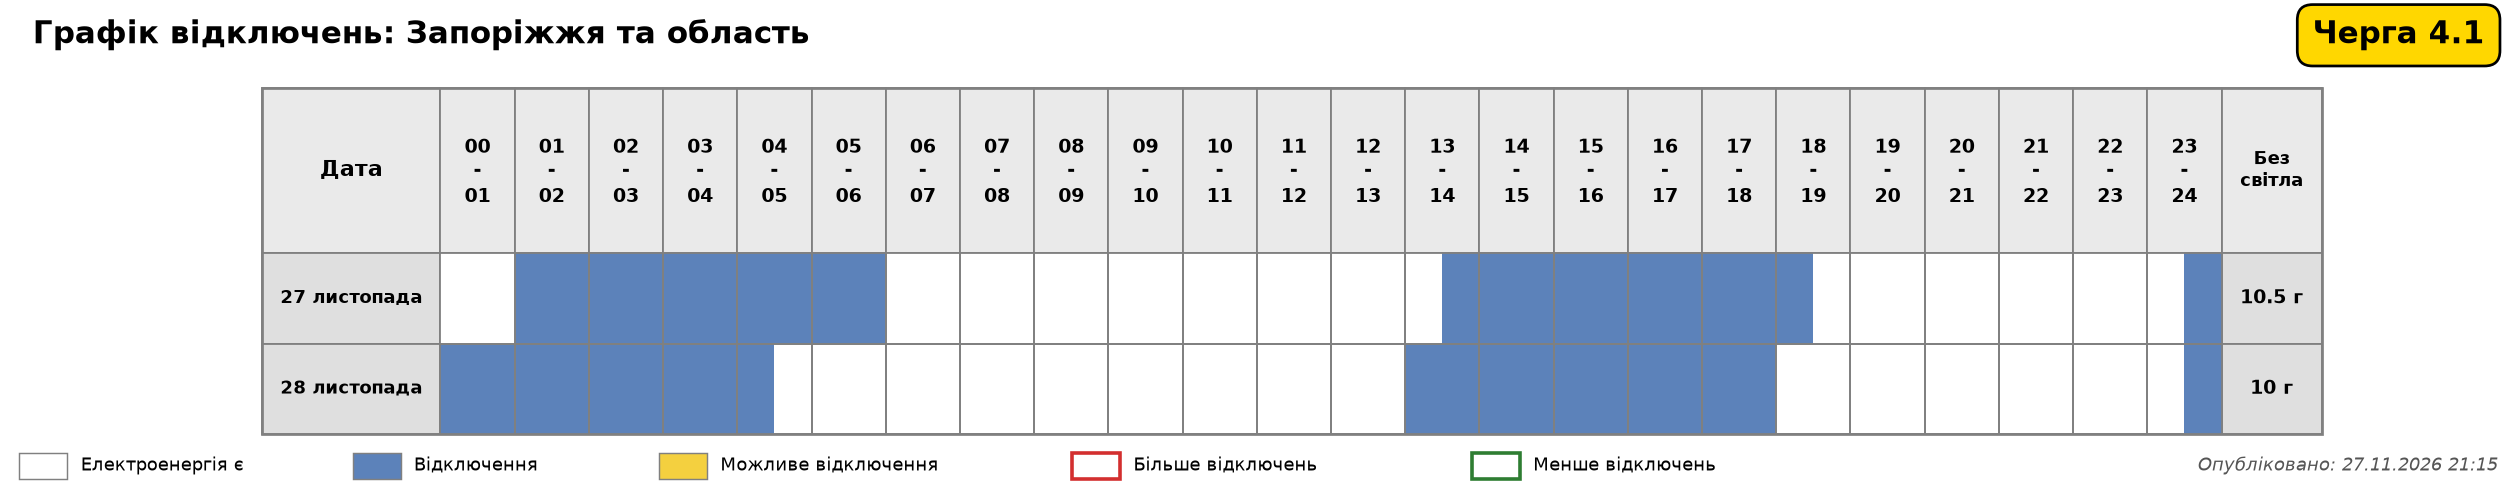 Графік відключень: Запоріжжя та область
Черга 4.1
Дата
00 - 01
01 - 02
02 - 03
03 - 04
04 - 05
05 - 06
06 - 07
07 - 08
08 - 09
09 - 10
10 - 11
11 - 12
12 - 13
13 - 14
14 - 15
15 - 16
16 - 17
17 - 18
18 - 19
19 - 20
20 - 21
21 - 22
22 - 23
23 - 24
Без
світла
27 листопада
10.5 г
28 листопада
10 г
Електроенергія є
Відключення
Можливе відключення
Більше відключень
Менше відключень
Опубліковано: 27.11.2026 21:15